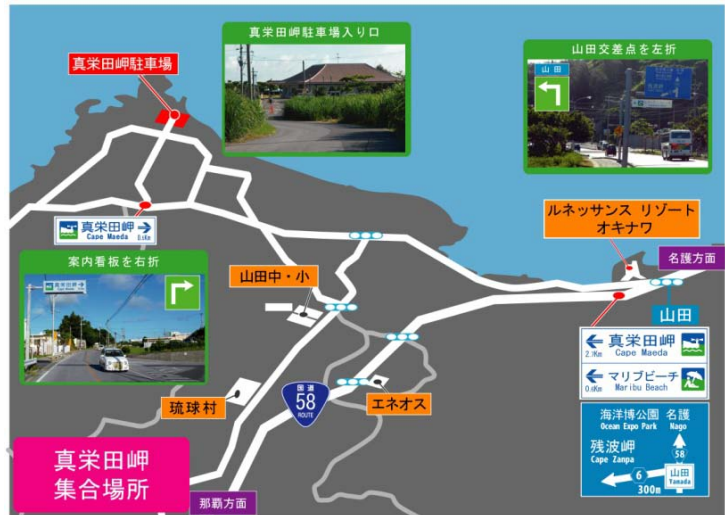 真栄田岬駐車場入り口
山田交差点を左折
山田
真栄田岬駐車場
ルネッサンス リゾート
オキナワ
名護方面
真栄田岬
Cape Maeda
案内看板を右折
真栄田岬
山田中・小
山田
真栄田岬
Cape Maeda
2.7Km
マリブビーチ
Maribu Beach
琉球村
国道
58
ROUTE
エネオス
海洋博公園 名護
Ocean Expo Park Nago
残波岬
Cape Zanpa
58
山田
Yamada
6
300m
真栄田岬
集合場所
那覇方面